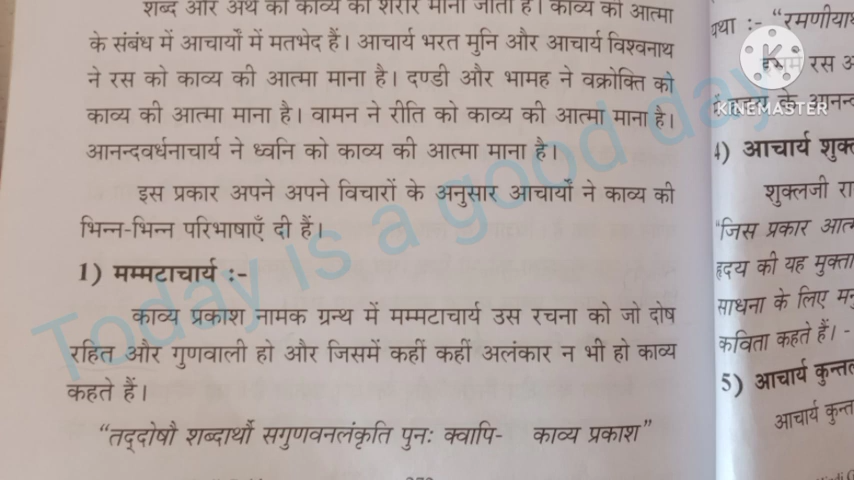 शब्द और अर्थ को काव्य का शरीर माना जाता है। काव्य की आत्मा
के संबंध में आचार्यों में मतभेद हैं। आचार्य भरत मुनि और आचार्य विश्वनाथ
ने रस को काव्य की आत्मा माना है। दण्डी और भामह ने वक्रोक्ति को
काव्य की आत्मा माना है। वामन ने रीति को काव्य की आत्मा माना है।
आनन्दवर्धनाचार्य ने ध्वनि को काव्य की आत्मा माना है।
इस प्रकार अपने अपने विचारों के अनुसार आचार्यों ने काव्य की
भिन्न-भिन्न परिभाषाएँ दी हैं।
1) मम्मटाचार्य :-
काव्य प्रकाश नामक ग्रन्थ में मम्मटाचार्य उस रचना को जो दोष
रहित और गुणवाली हो और जिसमें कहीं कहीं अलंकार न भी हो काव्य
कहते हैं।
“तद्दोषौ शब्दार्थौ सगुणवनलंकृति पुनः क्वापि- काव्य प्रकाश”
यथा :- “रमणीयार्थ
रस
के आनन्द
4) आचार्य शुक्ल
शुक्लजी रा
“जिस प्रकार आत्म
हृदय की यह मुक्ता
साधना के लिए मनु
कविता कहते हैं। -
5) आचार्य कुन्तल
आचार्य कुन्त
KINEMASTER
Today is a good day